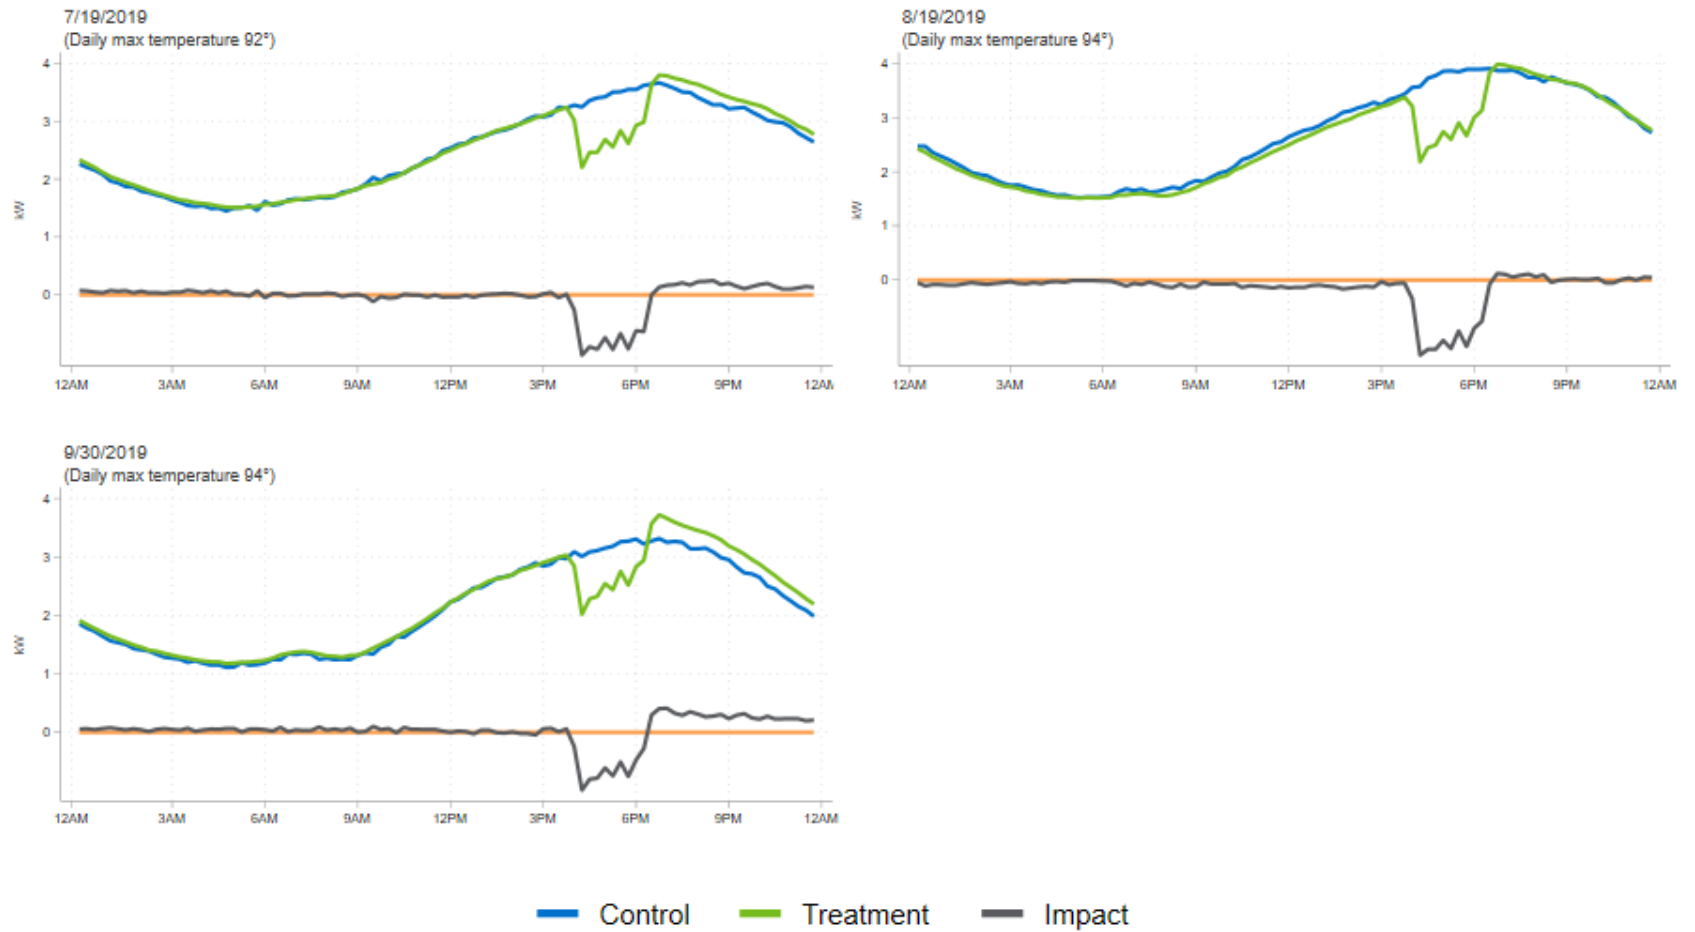 7/19/2019
(Daily max temperature 92°)
4
3
2
1
0
kW
12AM 3AM 6AM 9AM 12PM 3PM 6PM 9PM 12AM
8/19/2019
(Daily max temperature 94°)
4
3
2
1
0
kW
12AM 3AM 6AM 9AM 12PM 3PM 6PM 9PM 12AM
9/30/2019
(Daily max temperature 94°)
4
3
2
1
0
kW
12AM 3AM 6AM 9AM 12PM 3PM 6PM 9PM 12AM
Control Treatment Impact